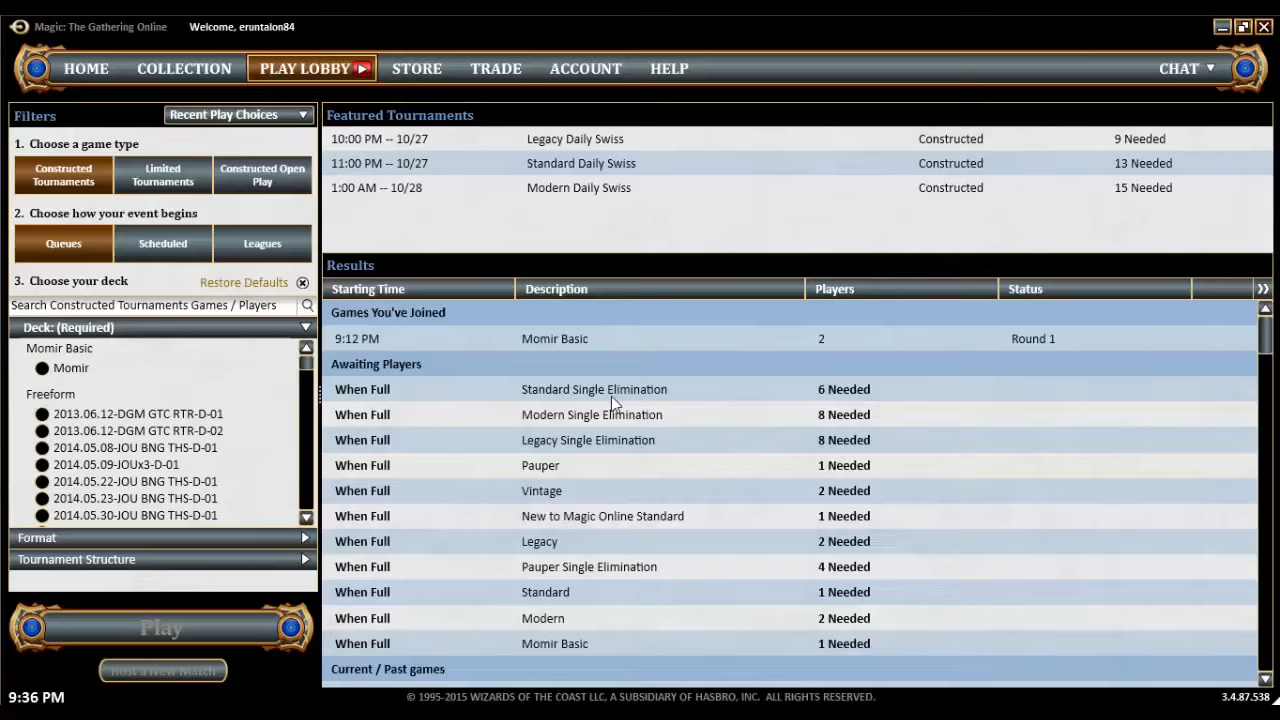 Magic: The Gathering Online Welcome, eruntalon84
HOME COLLECTION PLAY LOBBY STORE TRADE ACCOUNT HELP CHAT
Filters Recent Play Choices
1. Choose a game type
Constructed Tournaments Limited Tournaments Constructed Open Play
2. Choose how your event begins
Queues Scheduled Leagues
3. Choose your deck Restore Defaults
Search Constructed Tournaments Games / Players
Deck: (Required)
Momir Basic
Momir
Freeform
2013.06.12-DGM GTC RTR-D-01
2013.06.12-DGM GTC RTR-D-02
2014.05.08-JOU BNG THS-D-01
2014.05.09-JOUx3-D-01
2014.05.22-JOU BNG THS-D-01
2014.05.23-JOU BNG THS-D-01
2014.05.30-JOU BNG THS-D-01
Format
Tournament Structure
Play
Host a New Match
9:36 PM
Featured Tournaments
10:00 PM -- 10/27 Legacy Daily Swiss Constructed 9 Needed
11:00 PM -- 10/27 Standard Daily Swiss Constructed 13 Needed
1:00 AM -- 10/28 Modern Daily Swiss Constructed 15 Needed
Results
Starting Time Description Players Status
Games You've Joined
9:12 PM Momir Basic 2 Round 1
Awaiting Players
When Full Standard Single Elimination 6 Needed
When Full Modern Single Elimination 8 Needed
When Full Legacy Single Elimination 8 Needed
When Full Pauper 1 Needed
When Full Vintage 2 Needed
When Full New to Magic Online Standard 1 Needed
When Full Legacy 2 Needed
When Full Pauper Single Elimination 4 Needed
When Full Standard 1 Needed
When Full Modern 2 Needed
When Full Momir Basic 1 Needed
Current / Past games
© 1995-2015 WIZARDS OF THE COAST LLC, A SUBSIDIARY OF HASBRO, INC. ALL RIGHTS RESERVED.
3.4.87.538